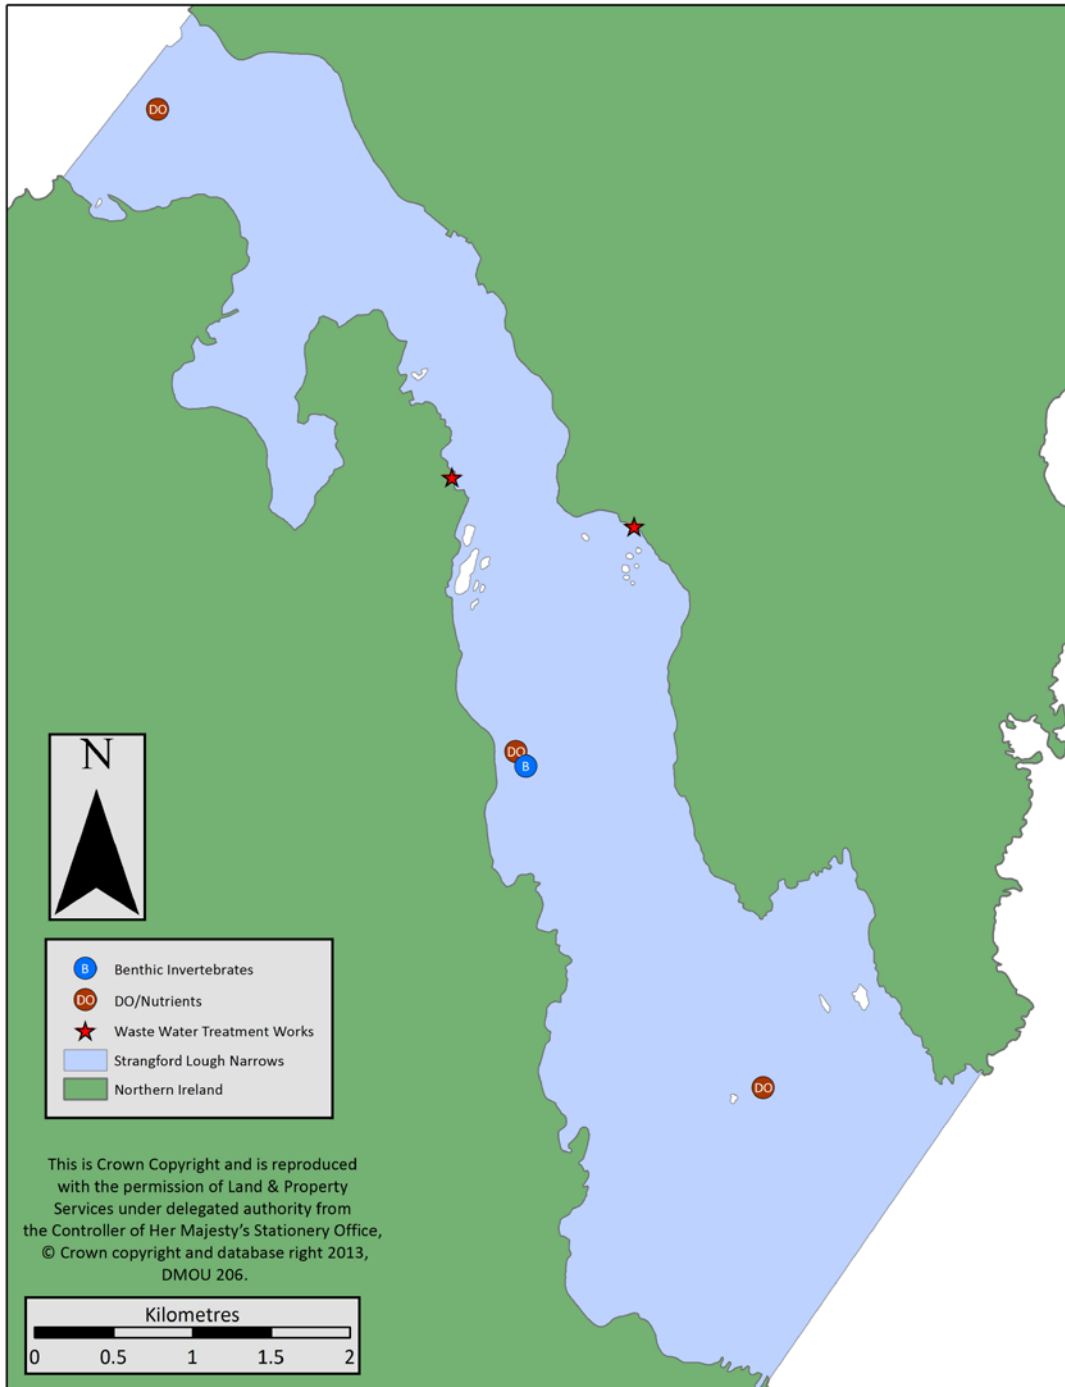 DO
DO
B
N
B Benthic Invertebrates
DO DO/Nutrients
Waste Water Treatment Works
Strangford Lough Narrows
Northern Ireland
DO
This is Crown Copyright and is reproduced
with the permission of Land & Property
Services under delegated authority from
the Controller of Her Majesty’s Stationery Office,
© Crown copyright and database right 2013,
DMOU 206.
Kilometres
0 0.5 1 1.5 2